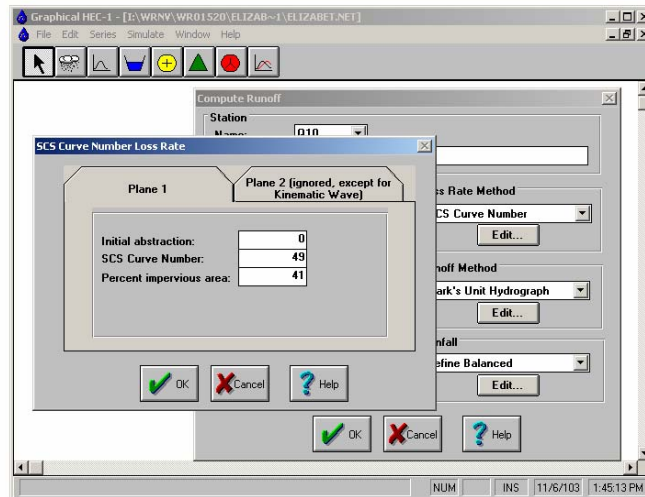 Graphical HEC-1 - [I:\WRNV\WR01S20\ELIZAB~1\ELIZABET.NET]
File Edit Series Simulate Window Help
Compute Runoff
Station
Name: Q10
SCS Curve Number Loss Rate
Plane 1
Plane 2 (ignored, except for
Kinematic Wave)
Initial abstraction: 0
SCS Curve Number: 49
Percent impervious area: 41
OK Cancel Help
ss Rate Method
CS Curve Number
Edit...
noff Method
ark's Unit Hydrograph
Edit...
nfall
efine Balanced
Edit...
OK Cancel Help
NUM INS 11/6/103 1:45:13 PM